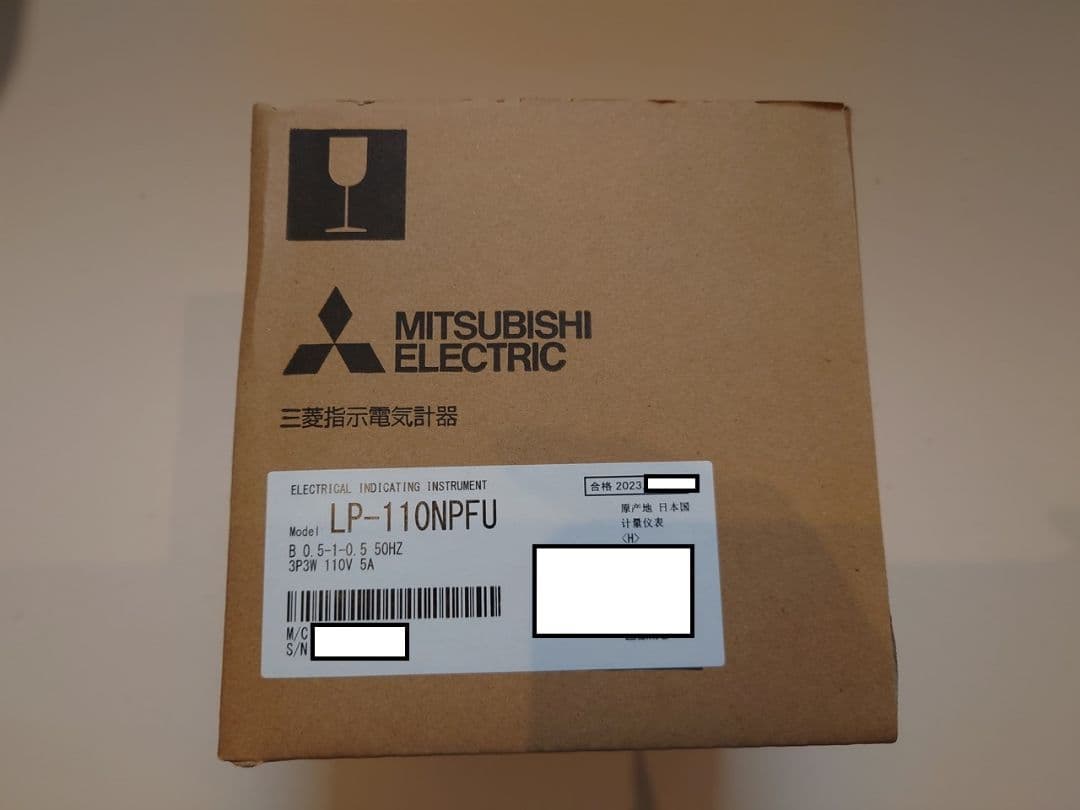 MITSUBISHI
ELECTRIC
三菱指示電気計器
ELECTRICAL INDICATING INSTRUMENT
合格 2023
Model LP-110NPFU
原产地 日本国
计量仪表
〈H〉
B 0.5-1-0.5 50HZ
3P3W 110V 5A
M/C
S/N